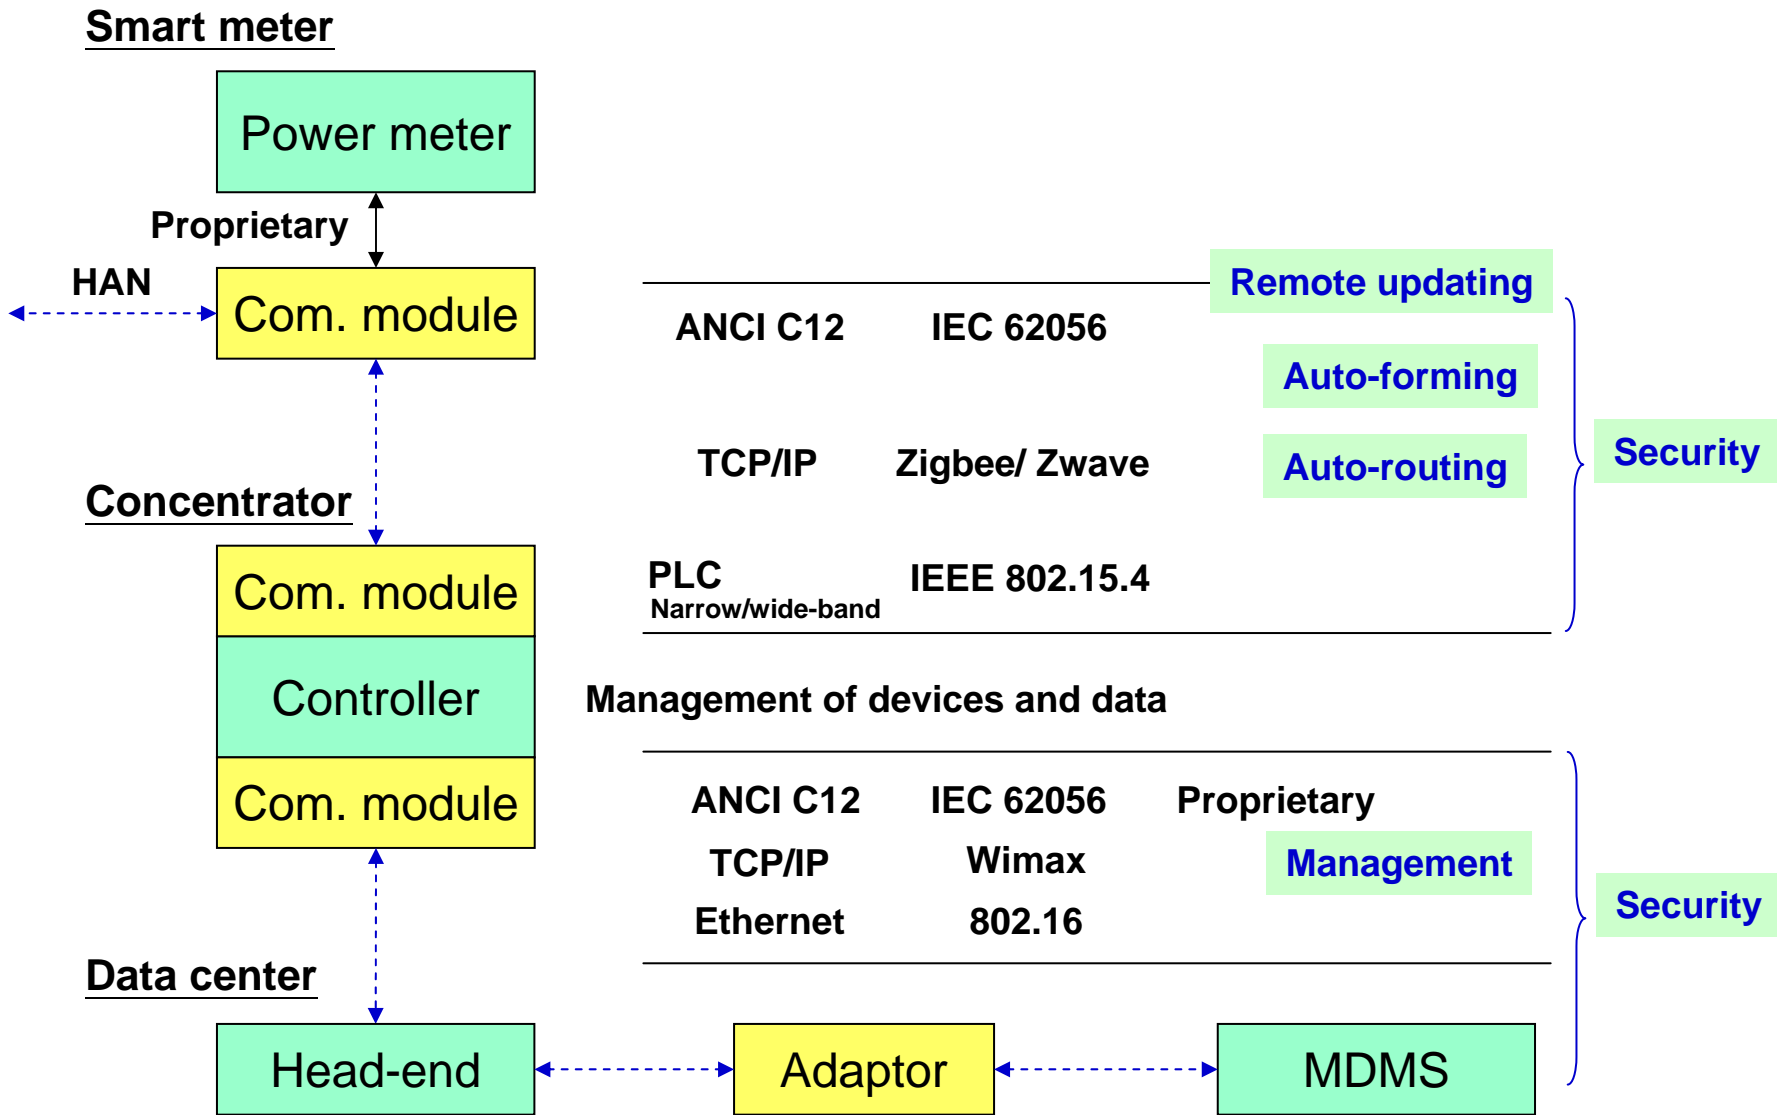 Smart meter
Power meter
Proprietary
HAN
Com. module
Remote updating
ANCI C12 IEC 62056
Auto-forming
TCP/IP Zigbee/ Zwave
Auto-routing
Security
Concentrator
Com. module
PLC IEEE 802.15.4
Narrow/wide-band
Controller
Management of devices and data
Com. module
ANCI C12 IEC 62056 Proprietary
TCP/IP Wimax
Management
Ethernet 802.16
Security
Data center
Head-end
Adaptor
MDMS